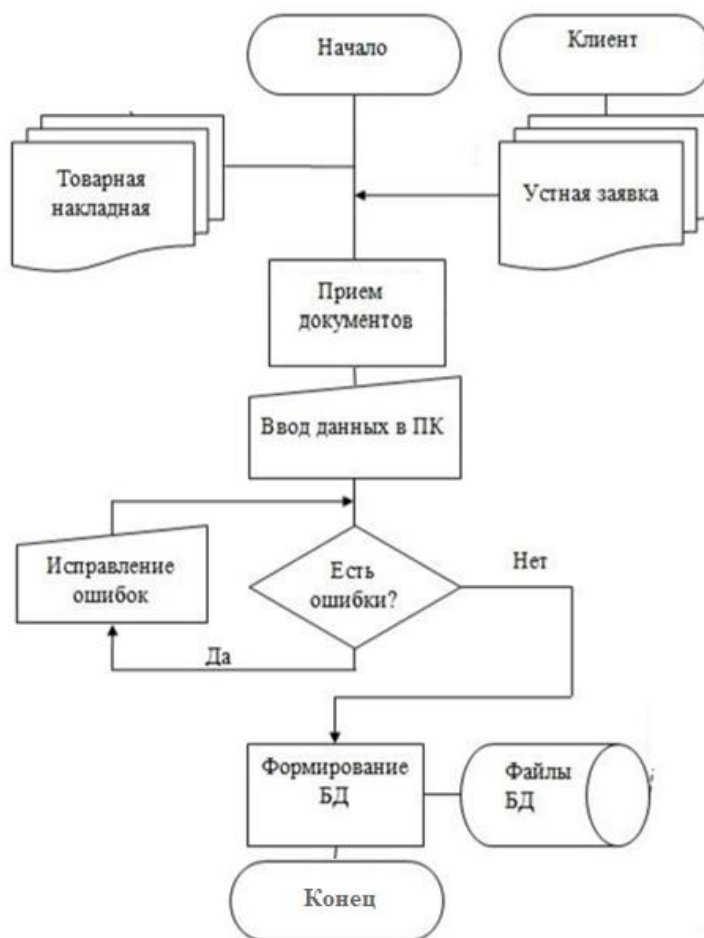 Начало
Клиент
Товарная
накладная
Устная заявка
Прием
документов
Ввод данных в ПК
Исправление
ошибок
Есть
ошибки?
Нет
Да
Формирование
БД
Файлы
БД
Конец